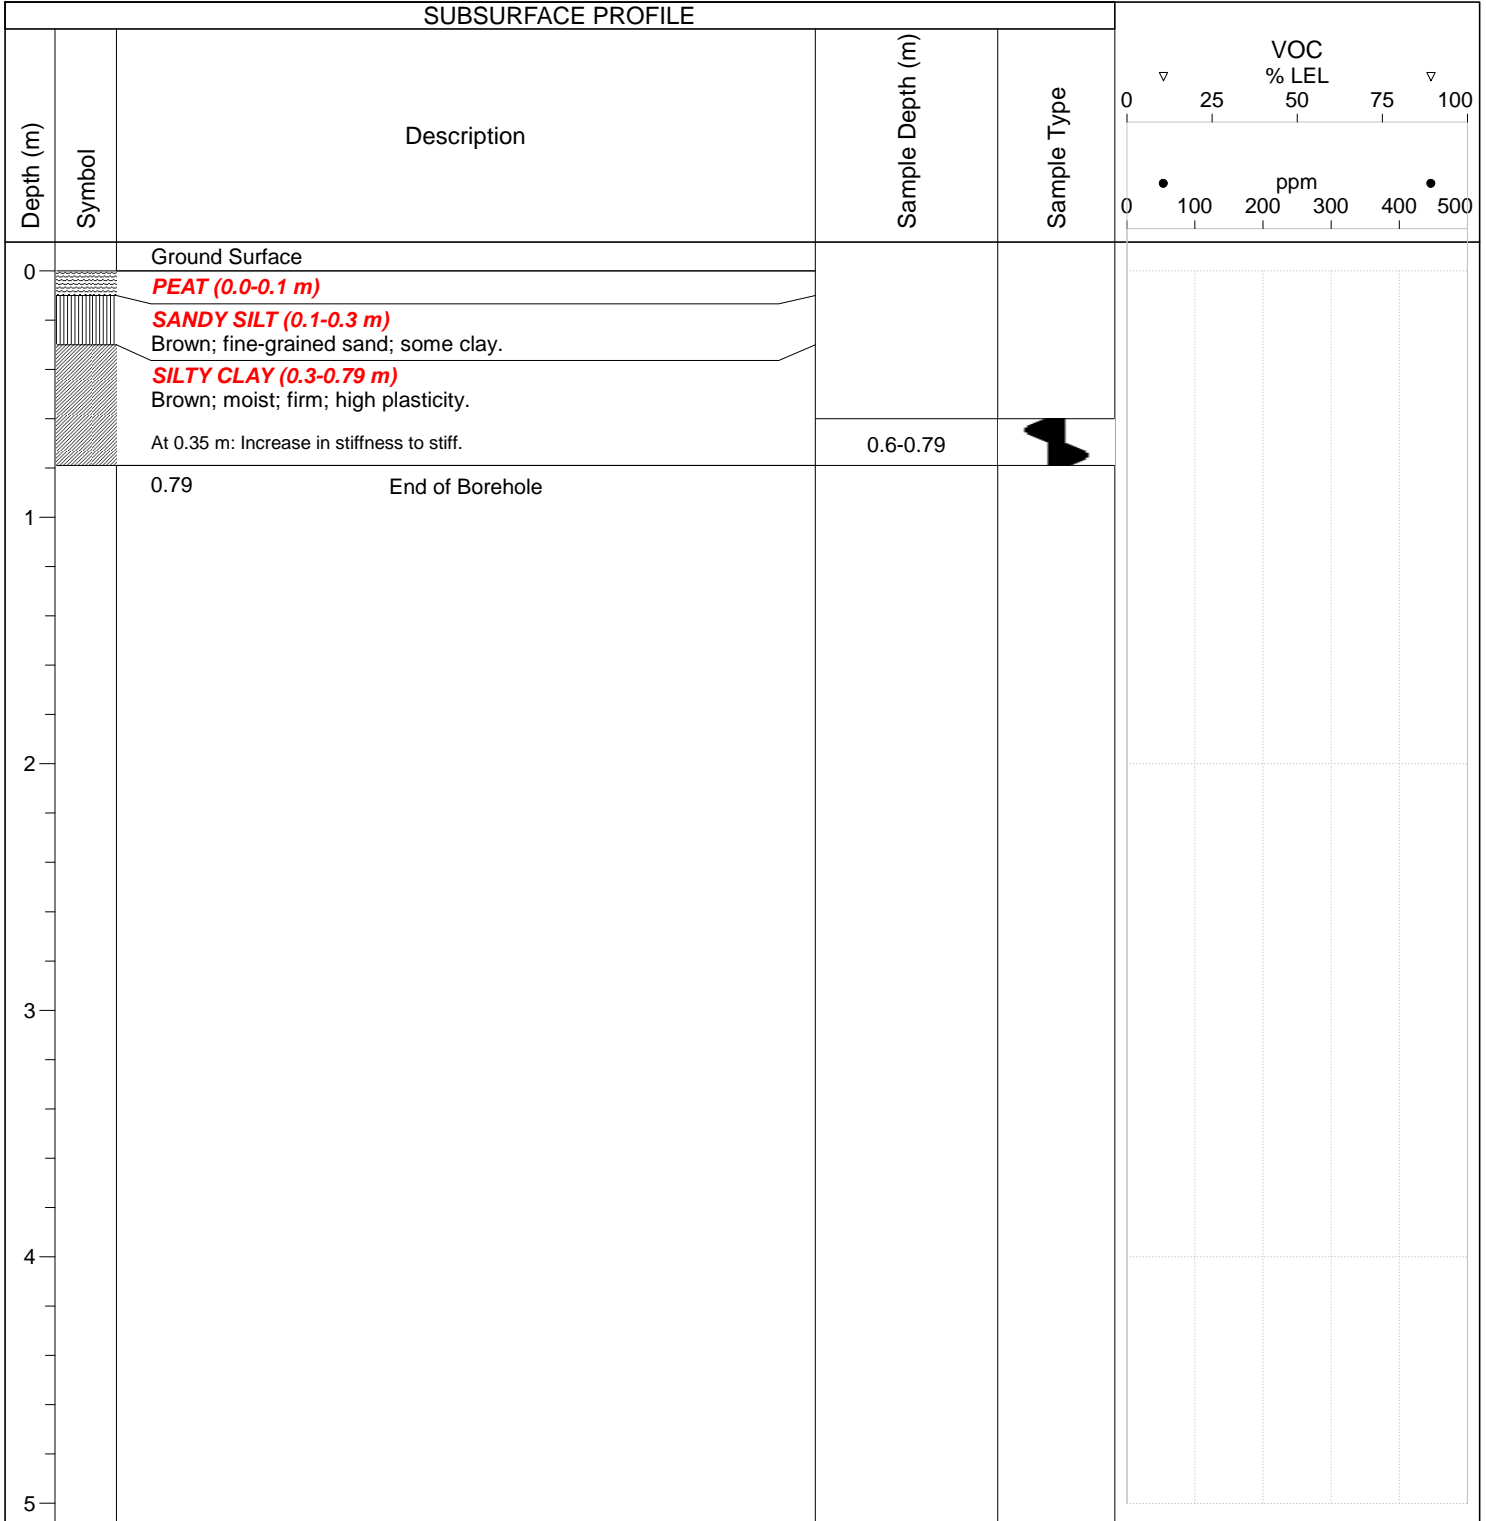 SUBSURFACE PROFILE
Depth (m)
Symbol
Description
Sample Depth (m)
Sample Type
VOC
% LEL
0 25 50 75 100
ppm
0 100 200 300 400 500
Ground Surface
0
PEAT (0.0-0.1 m)
SANDY SILT (0.1-0.3 m)
Brown; fine-grained sand; some clay.
SILTY CLAY (0.3-0.79 m)
Brown; moist; firm; high plasticity.
At 0.35 m: Increase in stiffness to stiff.
0.6-0.79
0.79 End of Borehole
1
2
3
4
5